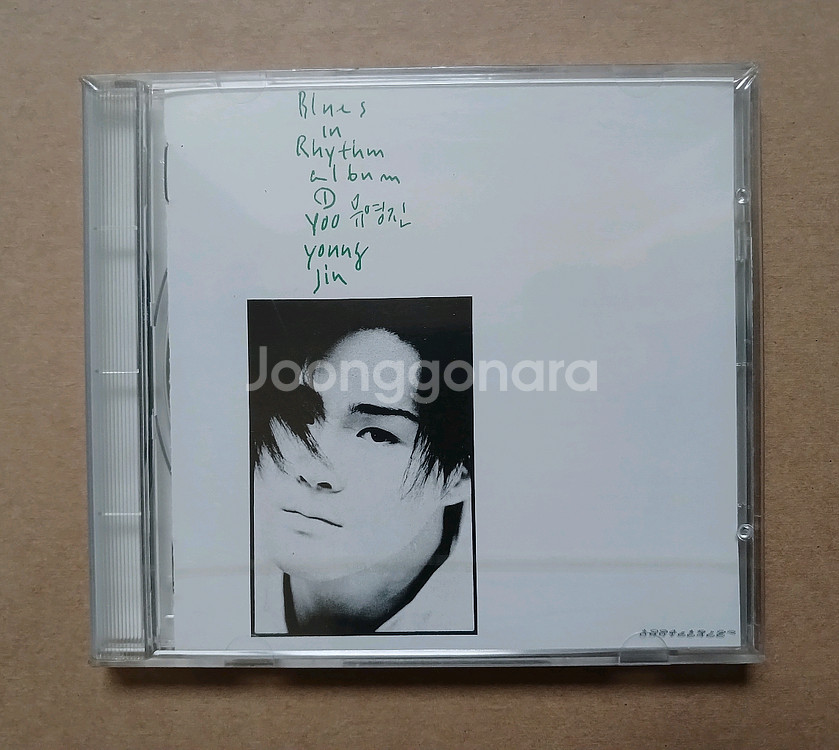 Blues
in
Rhythm
album
①
Yoo 유영진
young
jin
Joonggonara